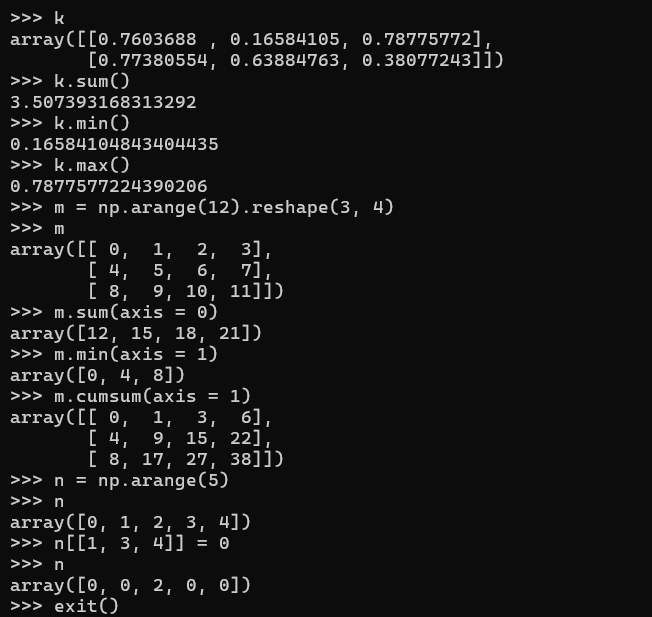 >>> k
array([[0.7603688 , 0.16584105, 0.78775772],
       [0.77380554, 0.63884763, 0.38077243]])
>>> k.sum()
3.507393168313292
>>> k.min()
0.16584104843404435
>>> k.max()
0.7877577224390206
>>> m = np.arange(12).reshape(3, 4)
>>> m
array([[ 0,  1,  2,  3],
       [ 4,  5,  6,  7],
       [ 8,  9, 10, 11]])
>>> m.sum(axis = 0)
array([12, 15, 18, 21])
>>> m.min(axis = 1)
array([0, 4, 8])
>>> m.cumsum(axis = 1)
array([[ 0,  1,  3,  6],
       [ 4,  9, 15, 22],
       [ 8, 17, 27, 38]])
>>> n = np.arange(5)
>>> n
array([0, 1, 2, 3, 4])
>>> n[[1, 3, 4]] = 0
>>> n
array([0, 0, 2, 0, 0])
>>> exit()